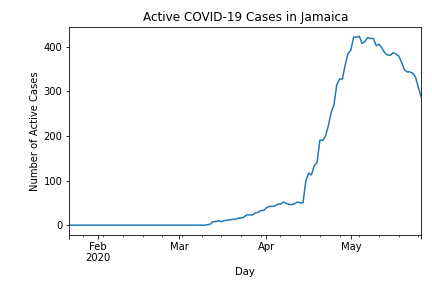 Active COVID-19 Cases in Jamaica
Number of Active Cases
400
300
200
100
0
Feb
2020
Mar
Apr
May
Day